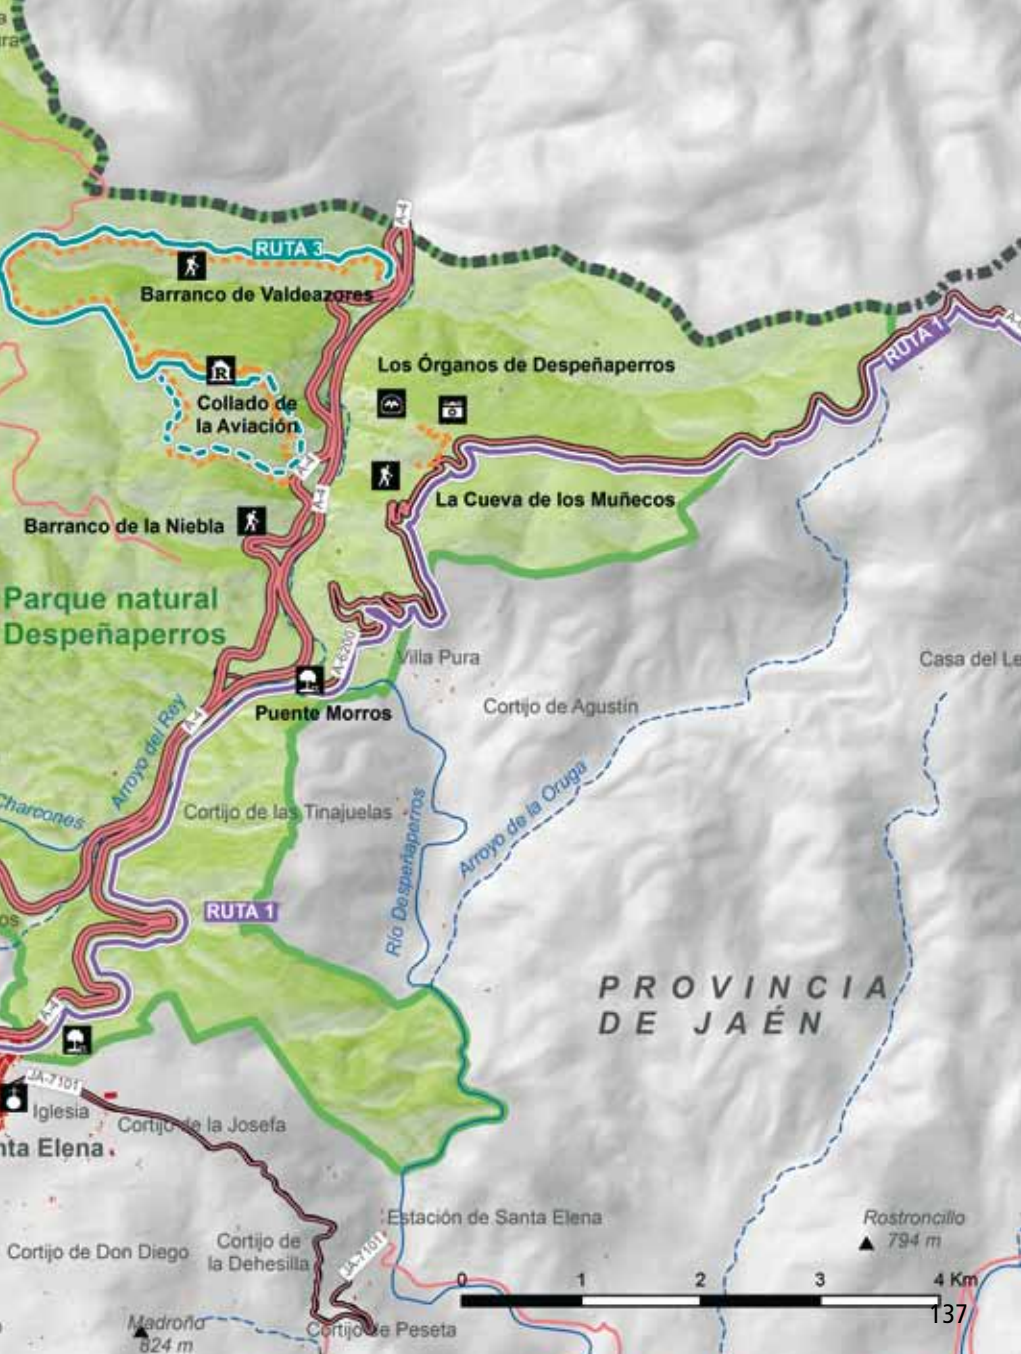 A-4
RUTA 3
Barranco de Valdeazores
RUTA 1
Los Órganos de Despeñaperros
R
Collado de
la Aviación
A-4
A-4
La Cueva de los Muñecos
Barranco de la Niebla
Parque natural
Despeñaperros
A-6200
Villa Pura
Casa del Le
Puente Morros
Cortijo de Agustín
A-4
Arroyo del Rey
Charcones
Cortijo de las Tinajuelas
Río Despeñaperros
Arroyo de la Oruga
RUTA 1
os
PROVINCIA
DE JAÉN
A-4
JA-7101
Iglesia
Cortijo de la Josefa
nta Elena
Estación de Santa Elena
Rostroncillo
794 m
Cortijo de Don Diego
Cortijo de
la Dehesilla
JA-7101
0 1 2 3 4 Km
137
Madroño
824 m
Cortijo de Peseta